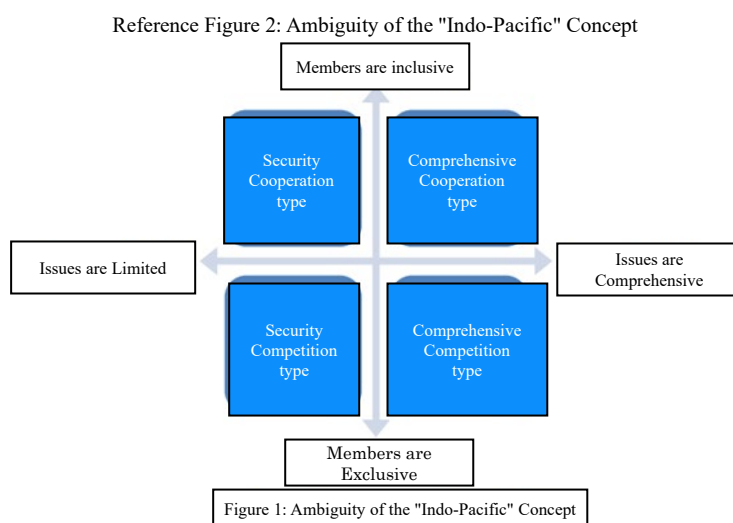 Reference Figure 2: Ambiguity of the "Indo-Pacific" Concept
Members are inclusive
Security
Cooperation
type
Comprehensive
Cooperation
type
Issues are Limited
Issues are
Comprehensive
Security
Competition
type
Comprehensive
Competition
type
Members are
Exclusive
Figure 1: Ambiguity of the "Indo-Pacific" Concept